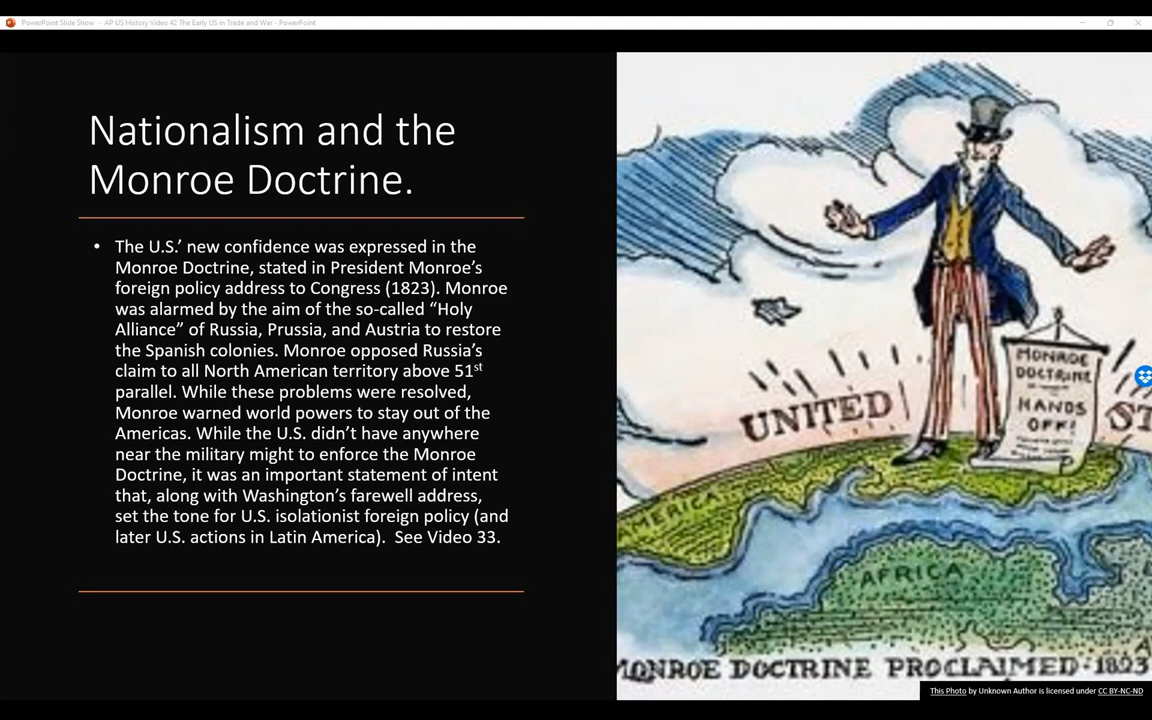 PowerPoint Slide Show - AP US History Video 42 The Early US in Trade and War - PowerPoint
Nationalism and the
Monroe Doctrine.
• The U.S.’ new confidence was expressed in the
Monroe Doctrine, stated in President Monroe’s
foreign policy address to Congress (1823). Monroe
was alarmed by the aim of the so-called “Holy
Alliance” of Russia, Prussia, and Austria to restore
the Spanish colonies. Monroe opposed Russia’s
claim to all North American territory above 51st
parallel. While these problems were resolved,
Monroe warned world powers to stay out of the
Americas. While the U.S. didn’t have anywhere
near the military might to enforce the Monroe
Doctrine, it was an important statement of intent
that, along with Washington’s farewell address,
set the tone for U.S. isolationist foreign policy (and
later U.S. actions in Latin America).  See Video 33.
MONROE
DOCTRINE
HANDS
OFF!
UNITED ST
MERICA
AFRICA
MONROE DOCTRINE PROCLAIMED-1823
This Photo by Unknown Author is licensed under CC BY-NC-ND